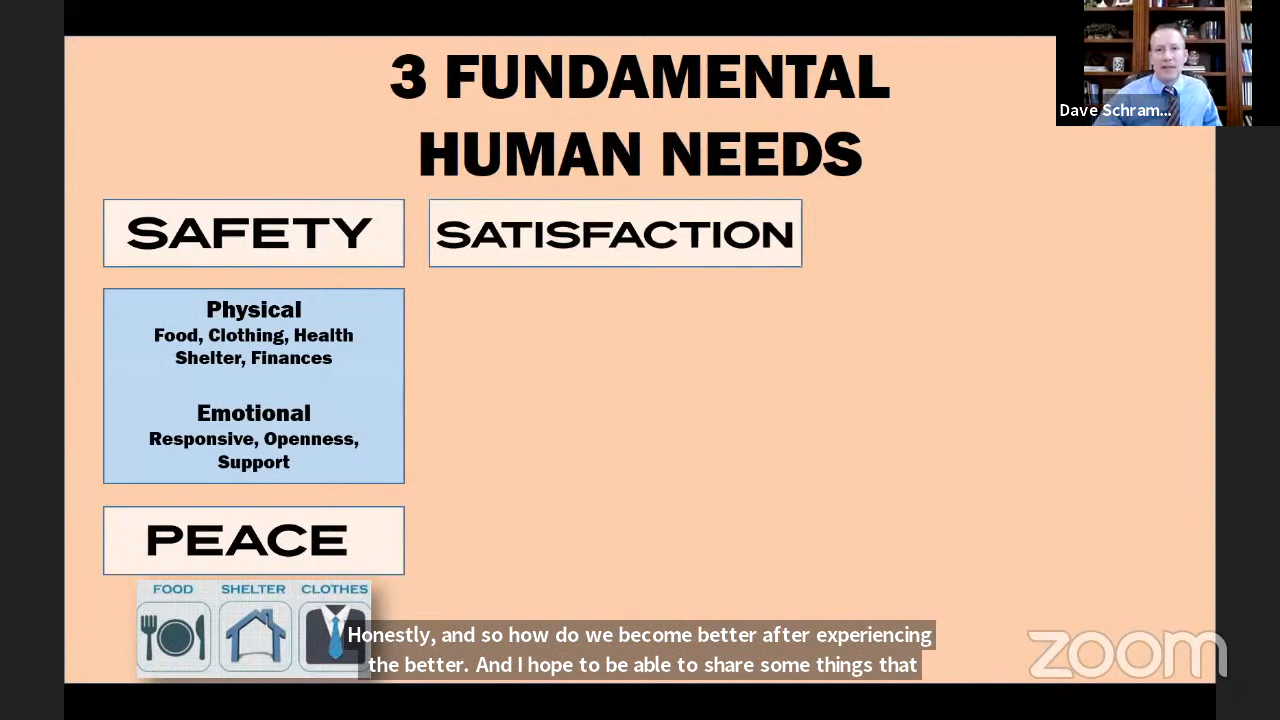 3 FUNDAMENTAL
HUMAN NEEDS
Dave Schram...
SAFETY
SATISFACTION
Physical
Food, Clothing, Health
Shelter, Finances
Emotional
Responsive, Openness,
Support
PEACE
FOOD SHELTER CLOTHES
Honestly, and so how do we become better after experiencing
the better. And I hope to be able to share some things that
zoom